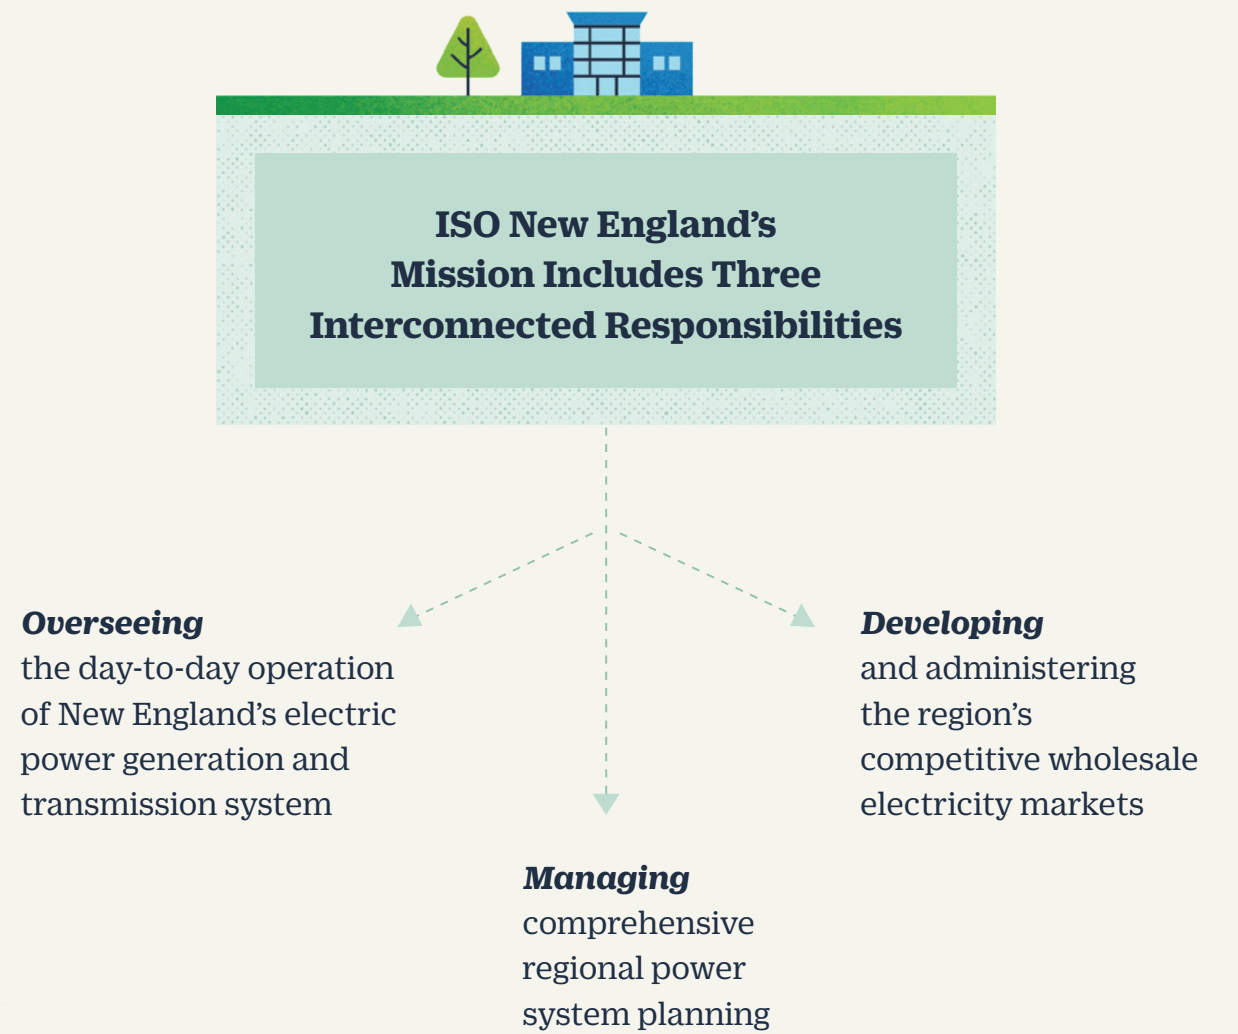 ISO New England’s
Mission Includes Three
Interconnected Responsibilities
Overseeing
the day-to-day operation
of New England’s electric
power generation and
transmission system
Managing
comprehensive
regional power
system planning
Developing
and administering
the region’s
competitive wholesale
electricity markets